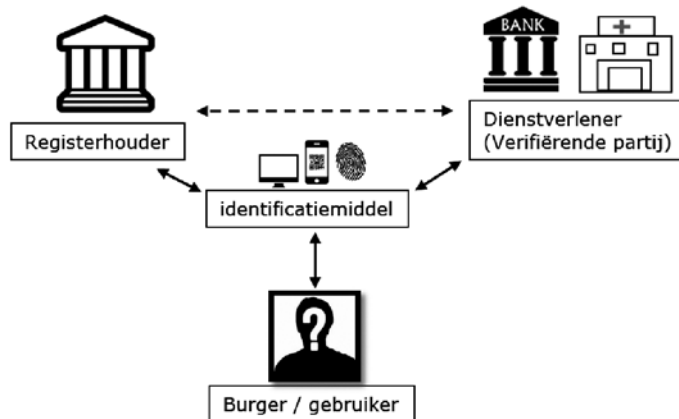 BANK
Registerhouder
Dienstverlener
(Verifiërende partij)
identificatiemiddel
Burger / gebruiker